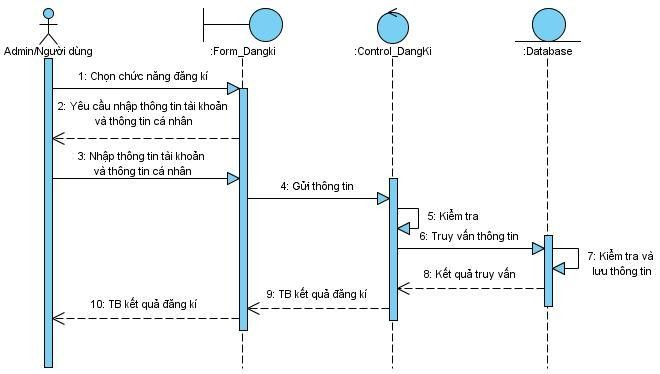 Admin/Người dùng
:Form_Dangki
:Control_DangKi
:Database
1: Chọn chức năng đăng kí
2: Yêu cầu nhập thông tin tài khoản
và thông tin cá nhân
3: Nhập thông tin tài khoản
và thông tin cá nhân
4: Gửi thông tin
5: Kiểm tra
6: Truy vấn thông tin
7: Kiểm tra và
lưu thông tin
8: Kết quả truy vấn
9: TB kết quả đăng kí
10: TB kết quả đăng kí